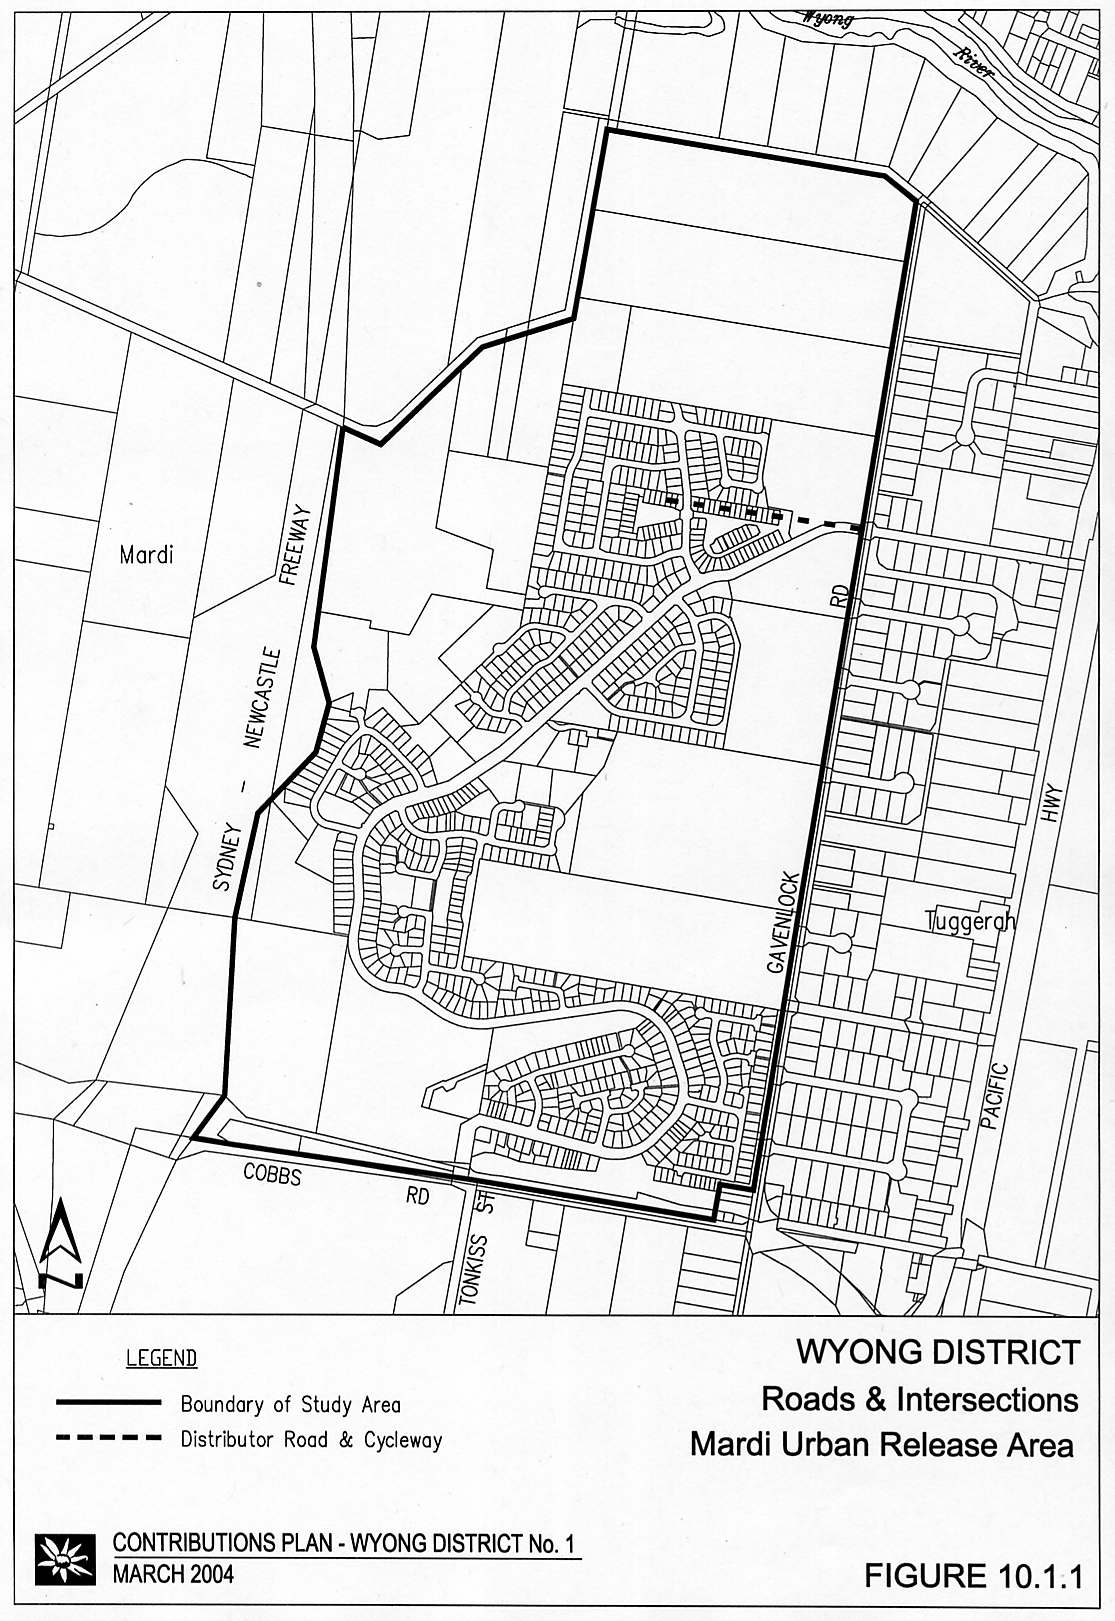 Wyong
River
Mardi
FREEWAY
NEWCASTLE
-
SYDNEY
RD
GAVENLOCK
HWY
PACIFIC
Tuggerah
COBBS
RD
TONKISS
ST
N
LEGEND
Boundary of Study Area
Distributor Road & Cycleway
WYONG DISTRICT
Roads & Intersections
Mardi Urban Release Area
CONTRIBUTIONS PLAN - WYONG DISTRICT No. 1
MARCH 2004
FIGURE 10.1.1